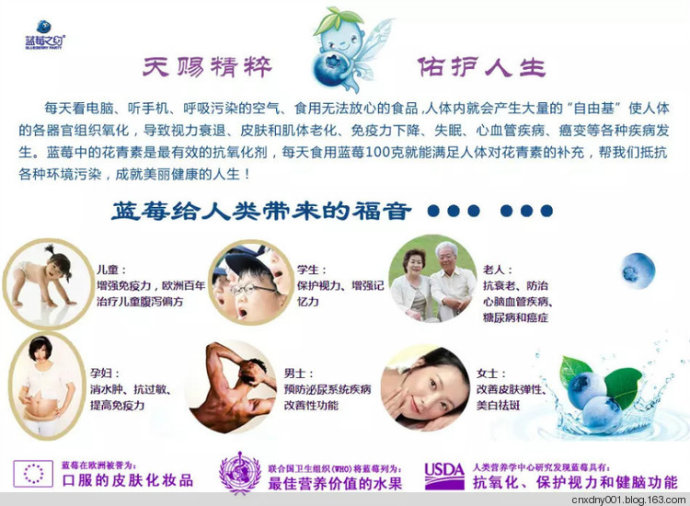 蓝莓之恋
BLUEBERRY PARTY
天赐精粹 佑护人生
每天看电脑、听手机、呼吸污染的空气、食用无法放心的食品,人体内就会产生大量的“自由基”使人体
的各器官组织氧化,导致视力衰退、皮肤和肌体老化、免疫力下降、失眠、心血管疾病、癌变等各种疾病发
生。蓝莓中的花青素是最有效的抗氧化剂,每天食用蓝莓100克就能满足人体对花青素的补充,帮我们抵抗
各种环境污染,成就美丽健康的人生!
蓝莓给人类带来的福音 ●●● ●●●
儿童:
增强免疫力,欧洲百年
治疗儿童腹泻偏方
学生:
保护视力、增强记
忆力
老人:
抗衰老、防治
心脑血管疾病、
糖尿病和癌症
孕妇:
消水肿、抗过敏、
提高免疫力
男士:
预防泌尿系统疾病
改善性功能
女士:
改善皮肤弹性、
美白祛斑
蓝莓在欧洲被誉为:
口服的皮肤化妆品
联合国卫生组织(WHO)将蓝莓列为:
最佳营养价值的水果
USDA
人类营养学中心研究发现蓝莓具有:
抗氧化、保护视力和健脑功能
cnxdny001.blog.163.com